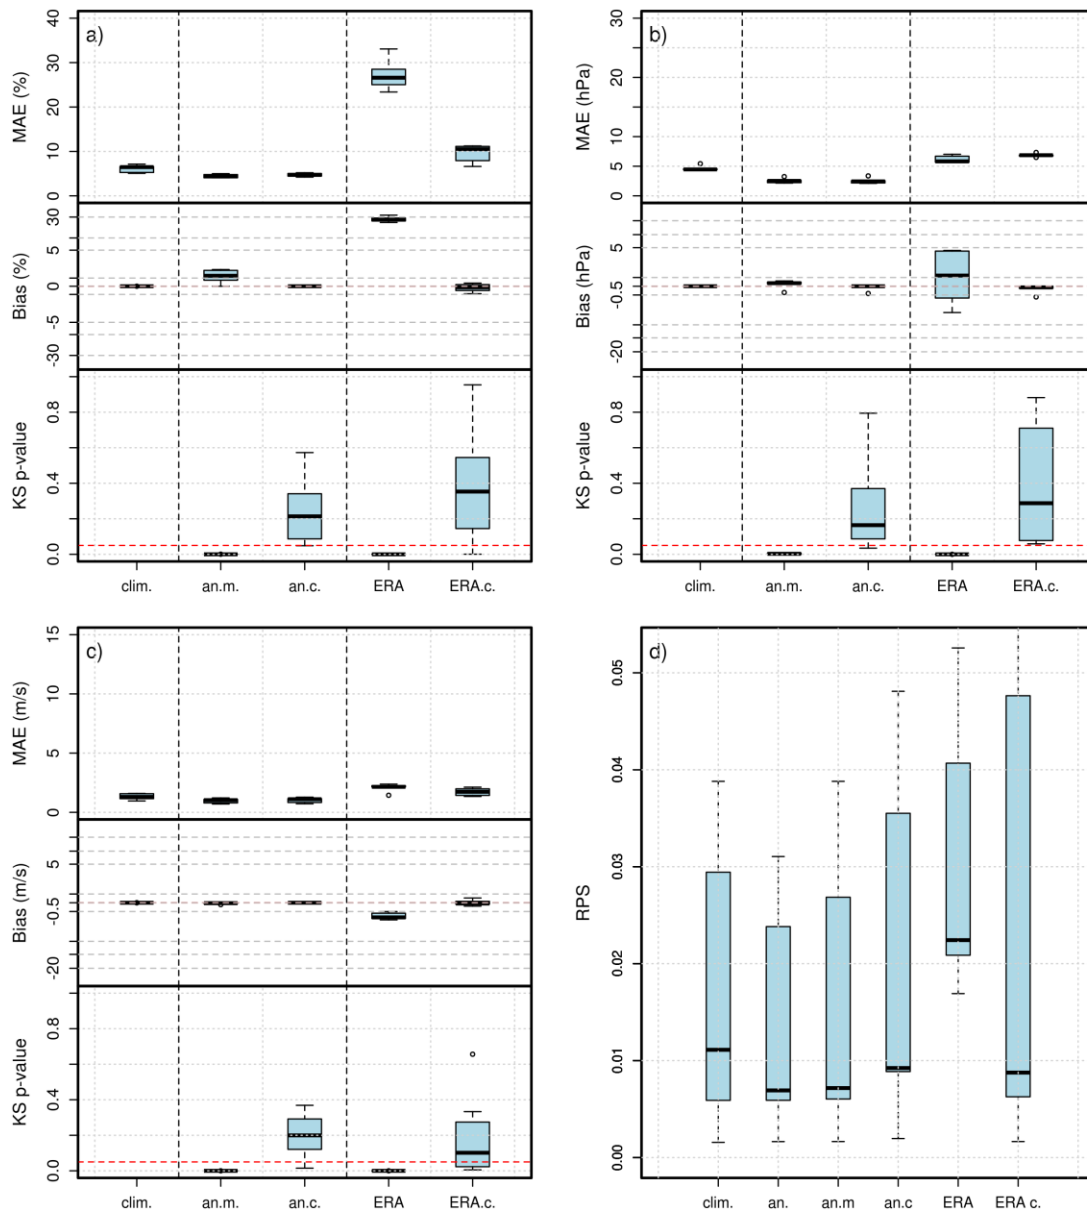 a)
MAE (%)
0 10 20 30 40
Bias (%)
-30 -5 0 5 30
KS p-value
0.0 0.4 0.8
clim. an.m. an.c. ERA ERA.c.
b)
MAE (hPa)
0 5 10 20 30
Bias (hPa)
-20 -0.5 5
KS p-value
0.0 0.4 0.8
clim. an.m. an.c. ERA ERA.c.
c)
MAE (m/s)
0 5 10 15
Bias (m/s)
-20 -0.5 5
KS p-value
0.0 0.4 0.8
clim. an.m. an.c. ERA ERA.c.
d)
RPS
0.00 0.01 0.02 0.03 0.04 0.05
clim. an. an.m an.c ERA ERA c.